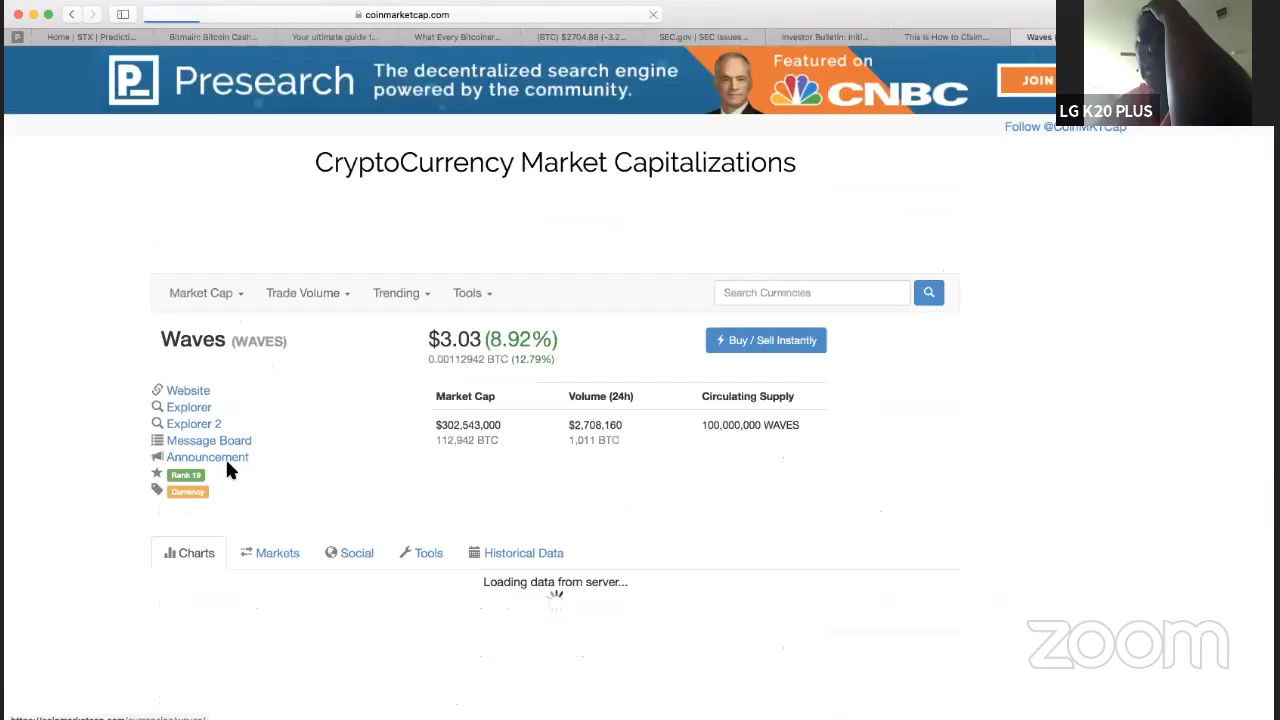 coinmarketcap.com
Home | STX | Predicti...
Bitmain: Bitcoin Cash...
Your ultimate guide t...
What Every Bitcoiner...
(BTC) $2704.88 (-3.2...
SEC.gov | SEC Issues...
Investor Bulletin: Initi...
This Is How to Claim...
Waves
Presearch
The decentralized search engine
powered by the community.
Featured on
CNBC
JOIN
LG K20 PLUS
Follow @CoinMKTCap
CryptoCurrency Market Capitalizations
Market Cap
Trade Volume
Trending
Tools
Search Currencies
Waves (WAVES)
$3.03 (8.92%)
0.00112942 BTC (12.79%)
Buy / Sell Instantly
Website
Explorer
Explorer 2
Message Board
Announcement
Rank 19
Currency
Market Cap
Volume (24h)
Circulating Supply
$302,543,000
$2,708,160
100,000,000 WAVES
112,942 BTC
1,011 BTC
Charts
Markets
Social
Tools
Historical Data
Loading data from server...
zoom